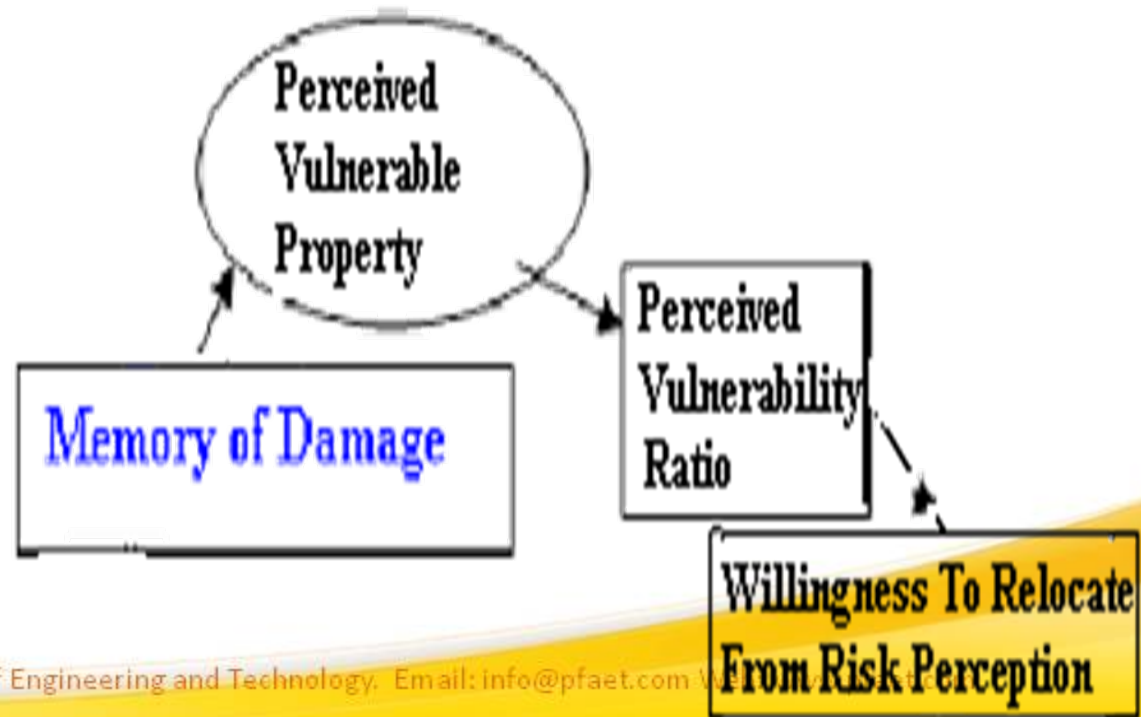 Perceived
Vulnerable
Property
Memory of Damage
Perceived
Vulnerability
Ratio
Willingness To Relocate
From Risk Perception
Engineering and Technology. Email: info@pfaet.com